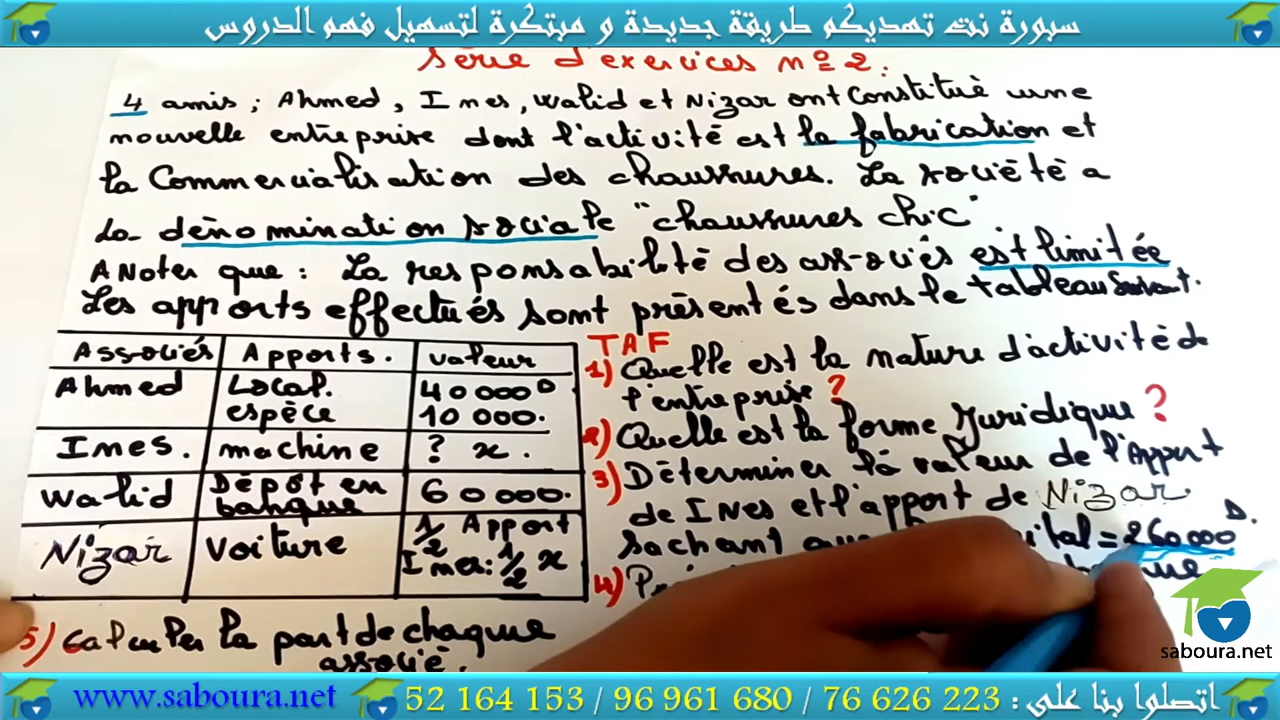 سبورة نت تهديكم طريقة جديدة و مبتكرة لتسهيل فهم الدروس
Série d'exercices nº 2.
4 amis ; Ahmed, Ines, Walid et Nizar ont constitué une
nouvelle entreprise dont l'activité est la fabrication et
la commercialisation des chaussures. La société a
La dénomination sociale "chaussures chic"
A Noter que : La responsabilité des associés est limitée
Les apports effectués sont présentés dans le tableau suivant.
Associés Apports. valeur
Ahmed Local. 40 000 D
espèce 10 000.
Ines. machine ? x.
Walid Dépôt en banque 60 000.
Nizar Voiture 1/2 Apport Ines: 1/2 x
TAF
1) Quelle est la nature d'activité de
l'entreprise ?
2) Quelle est la forme Juridique ?
3) Déterminer la valeur de l'Apport
de Ines et l'apport de Nizar.
sachant = 260 000 D.
4)
5) Calculer la part de chaque
associé.
saboura.net
www.saboura.net
52 164 153 / 96 961 680 / 76 626 223 : اتصلوا بنا على